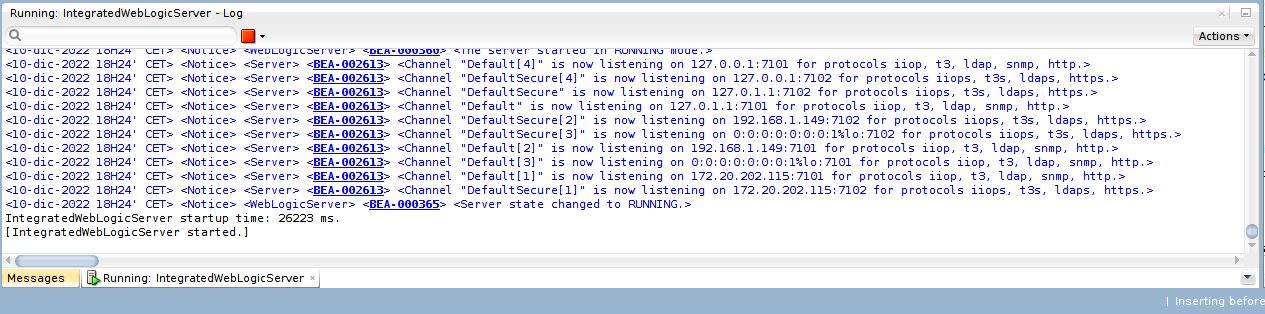 Running: IntegratedWebLogicServer - Log
Actions
<10-dic-2022 18H24' CET> <Notice> <WebLogicServer> <BEA-000360> <The server started in RUNNING mode.>
<10-dic-2022 18H24' CET> <Notice> <Server> <BEA-002613> <Channel "Default[4]" is now listening on 127.0.0.1:7101 for protocols iiop, t3, ldap, snmp, http.>
<10-dic-2022 18H24' CET> <Notice> <Server> <BEA-002613> <Channel "DefaultSecure[4]" is now listening on 127.0.0.1:7102 for protocols iiops, t3s, ldaps, https.>
<10-dic-2022 18H24' CET> <Notice> <Server> <BEA-002613> <Channel "DefaultSecure" is now listening on 127.0.1.1:7102 for protocols iiops, t3s, ldaps, https.>
<10-dic-2022 18H24' CET> <Notice> <Server> <BEA-002613> <Channel "Default" is now listening on 127.0.1.1:7101 for protocols iiop, t3, ldap, snmp, http.>
<10-dic-2022 18H24' CET> <Notice> <Server> <BEA-002613> <Channel "DefaultSecure[2]" is now listening on 192.168.1.149:7102 for protocols iiops, t3s, ldaps, https.>
<10-dic-2022 18H24' CET> <Notice> <Server> <BEA-002613> <Channel "DefaultSecure[3]" is now listening on 0:0:0:0:0:0:0:1%lo:7102 for protocols iiops, t3s, ldaps, https.>
<10-dic-2022 18H24' CET> <Notice> <Server> <BEA-002613> <Channel "Default[2]" is now listening on 192.168.1.149:7101 for protocols iiop, t3, ldap, snmp, http.>
<10-dic-2022 18H24' CET> <Notice> <Server> <BEA-002613> <Channel "Default[3]" is now listening on 0:0:0:0:0:0:0:1%lo:7101 for protocols iiop, t3, ldap, snmp, http.>
<10-dic-2022 18H24' CET> <Notice> <Server> <BEA-002613> <Channel "Default[1]" is now listening on 172.20.202.115:7101 for protocols iiop, t3, ldap, snmp, http.>
<10-dic-2022 18H24' CET> <Notice> <Server> <BEA-002613> <Channel "DefaultSecure[1]" is now listening on 172.20.202.115:7102 for protocols iiops, t3s, ldaps, https.>
<10-dic-2022 18H24' CET> <Notice> <WebLogicServer> <BEA-000365> <Server state changed to RUNNING.>
IntegratedWebLogicServer startup time: 26223 ms.
[IntegratedWebLogicServer started.]
Messages
Running: IntegratedWebLogicServer
| Inserting before